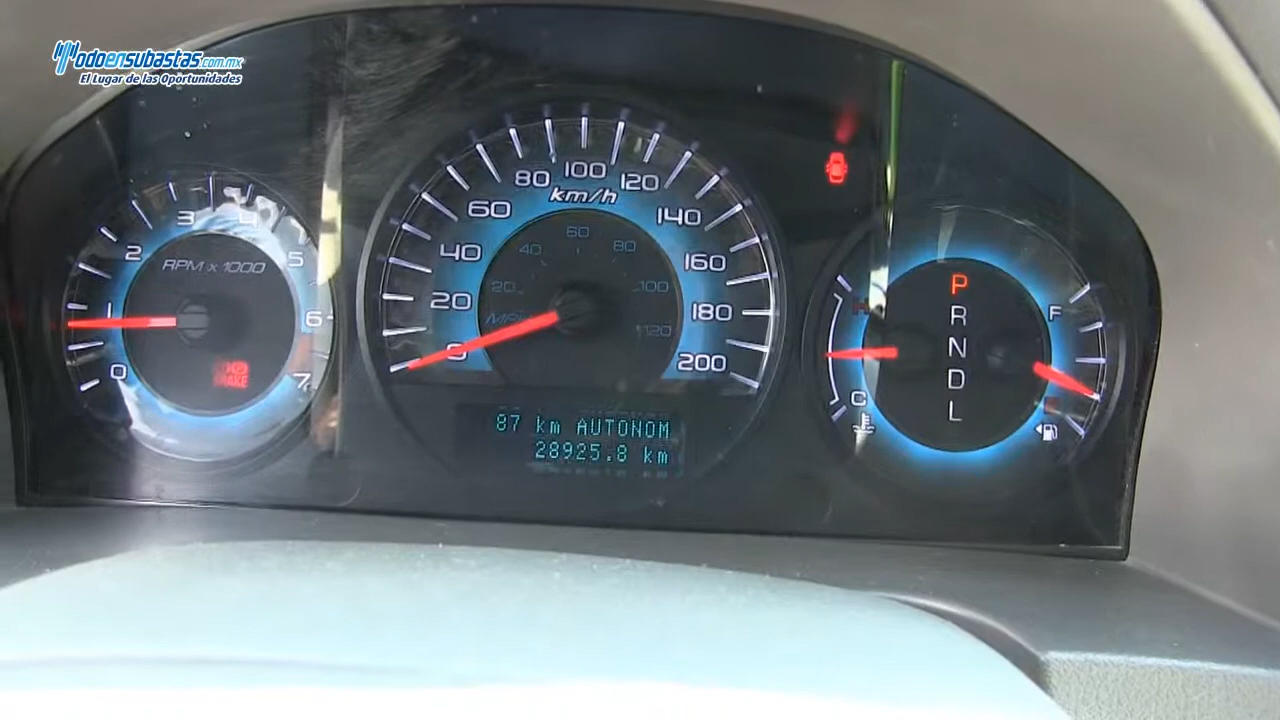 todoensubastas.com.mx
El Lugar de las Oportunidades
0 1 2 3 4 5 6 7
RPM x 1000
BRAKE
0 20 40 60 80 100 120 140 160 180 200
km/h
20 40 60 80 100 120
MPH
87 km AUTONOM
28925.8 km
H
C
P
R
N
D
L
F